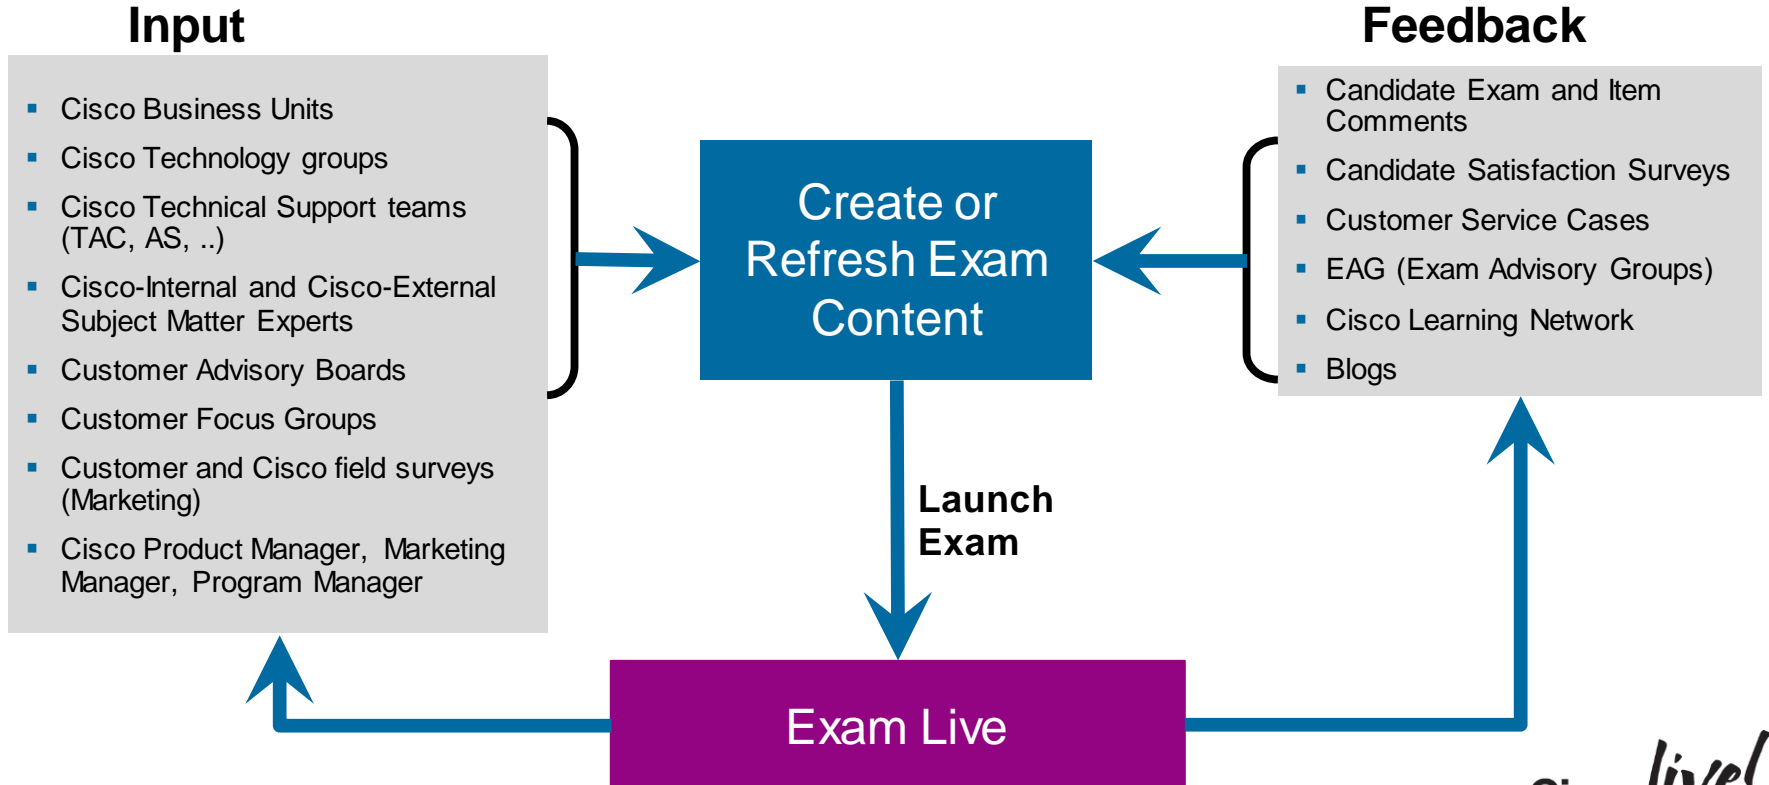 Input
Cisco Business Units
Cisco Technology groups
Cisco Technical Support teams
(TAC, AS, ..)
Cisco-Internal and Cisco-External
Subject Matter Experts
Customer Advisory Boards
Customer Focus Groups
Customer and Cisco field surveys
(Marketing)
Cisco Product Manager, Marketing
Manager, Program Manager
Create or
Refresh Exam
Content
Launch
Exam
Exam Live
Feedback
Candidate Exam and Item
Comments
Candidate Satisfaction Surveys
Customer Service Cases
EAG (Exam Advisory Groups)
Cisco Learning Network
Blogs
live!